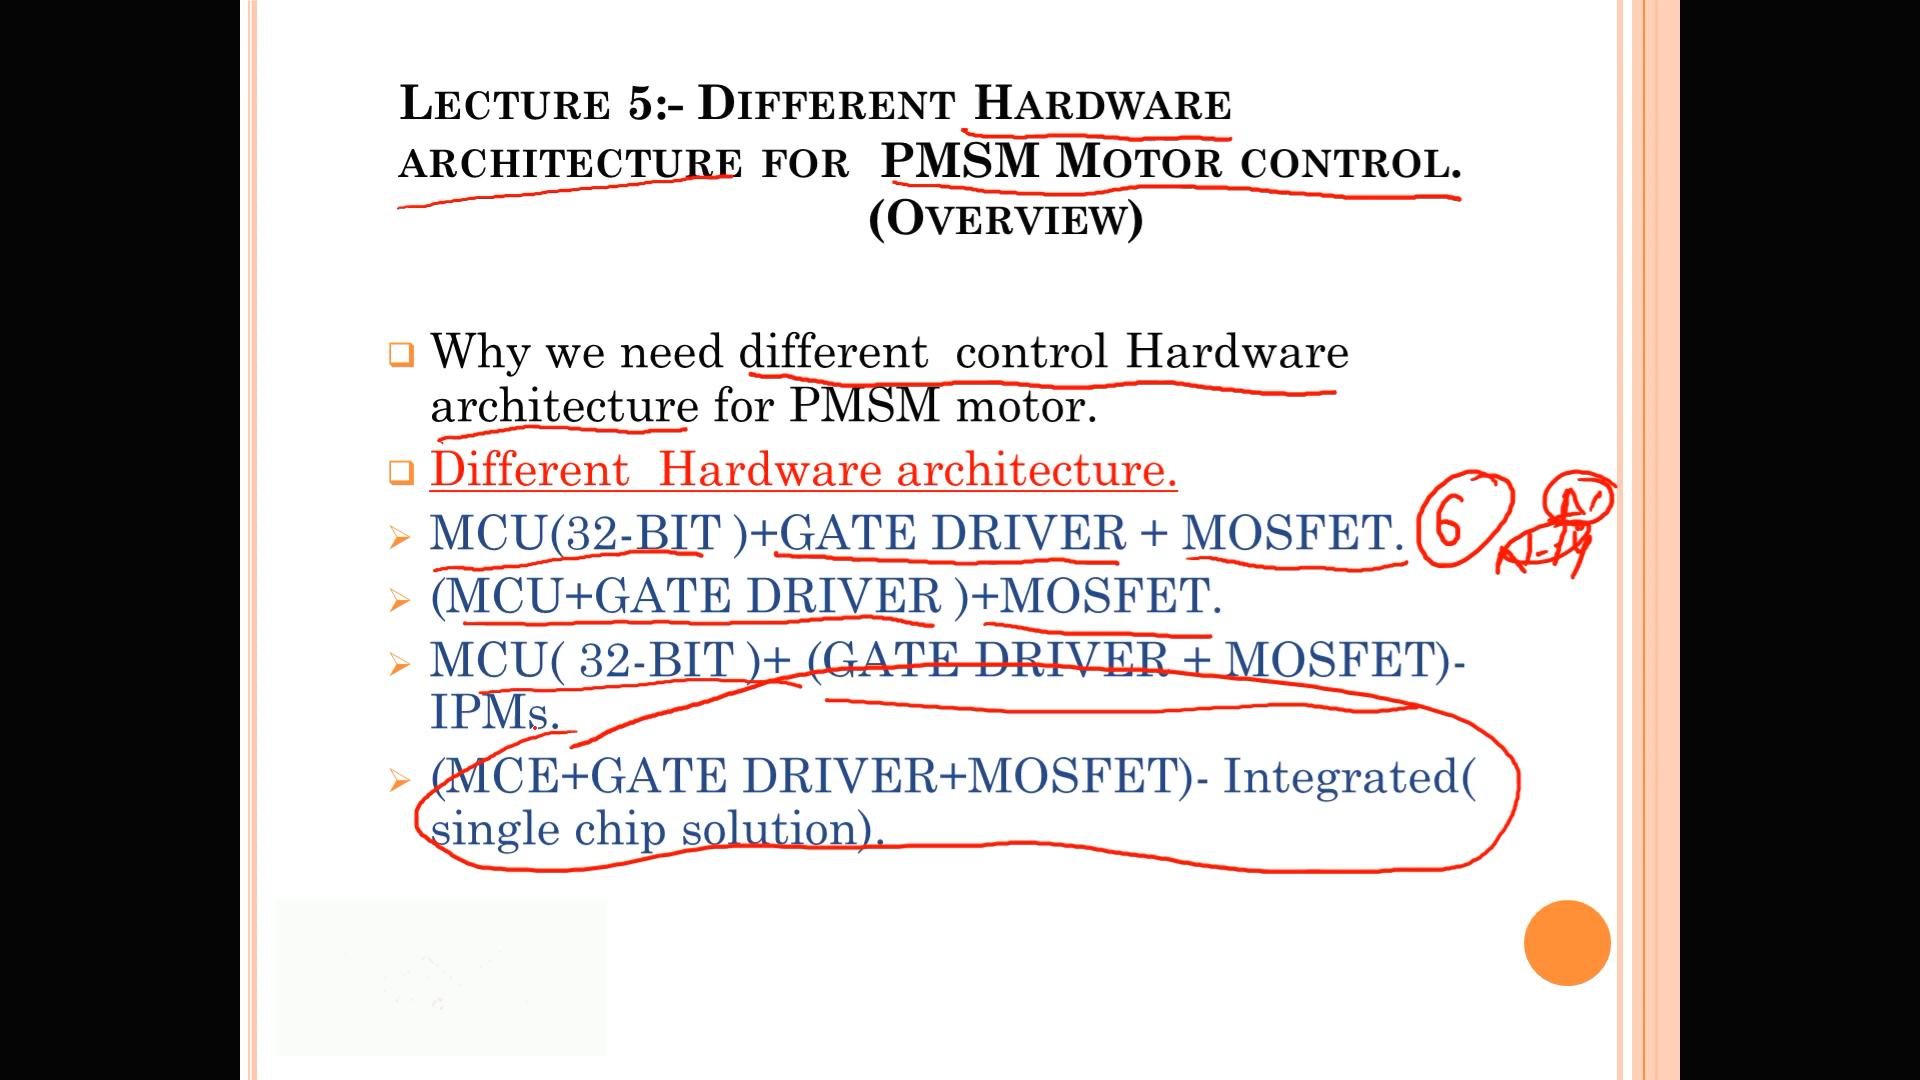 LECTURE 5:- DIFFERENT HARDWARE
ARCHITECTURE FOR PMSM MOTOR CONTROL.
(OVERVIEW)
Why we need different control Hardware
architecture for PMSM motor.
Different Hardware architecture.
MCU(32-BIT )+GATE DRIVER + MOSFET. 6
(MCU+GATE DRIVER )+MOSFET.
MCU( 32-BIT )+ (GATE DRIVER + MOSFET)-
IPMs.
(MCE+GATE DRIVER+MOSFET)- Integrated(
single chip solution).